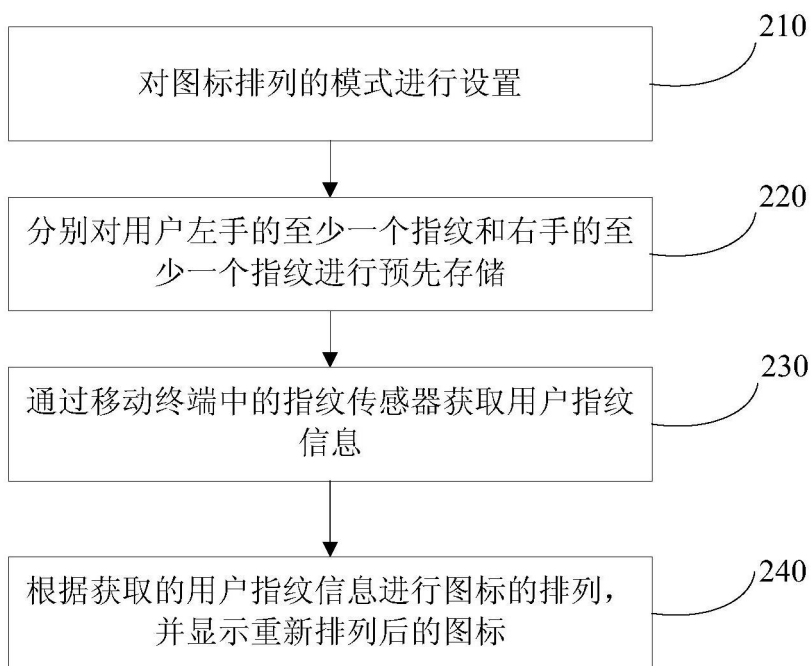 210
对图标排列的模式进行设置
220
分别对用户左手的至少一个指纹和右手的至
少一个指纹进行预先存储
230
通过移动终端中的指纹传感器获取用户指纹
信息
240
根据获取的用户指纹信息进行图标的排列，
并显示重新排列后的图标